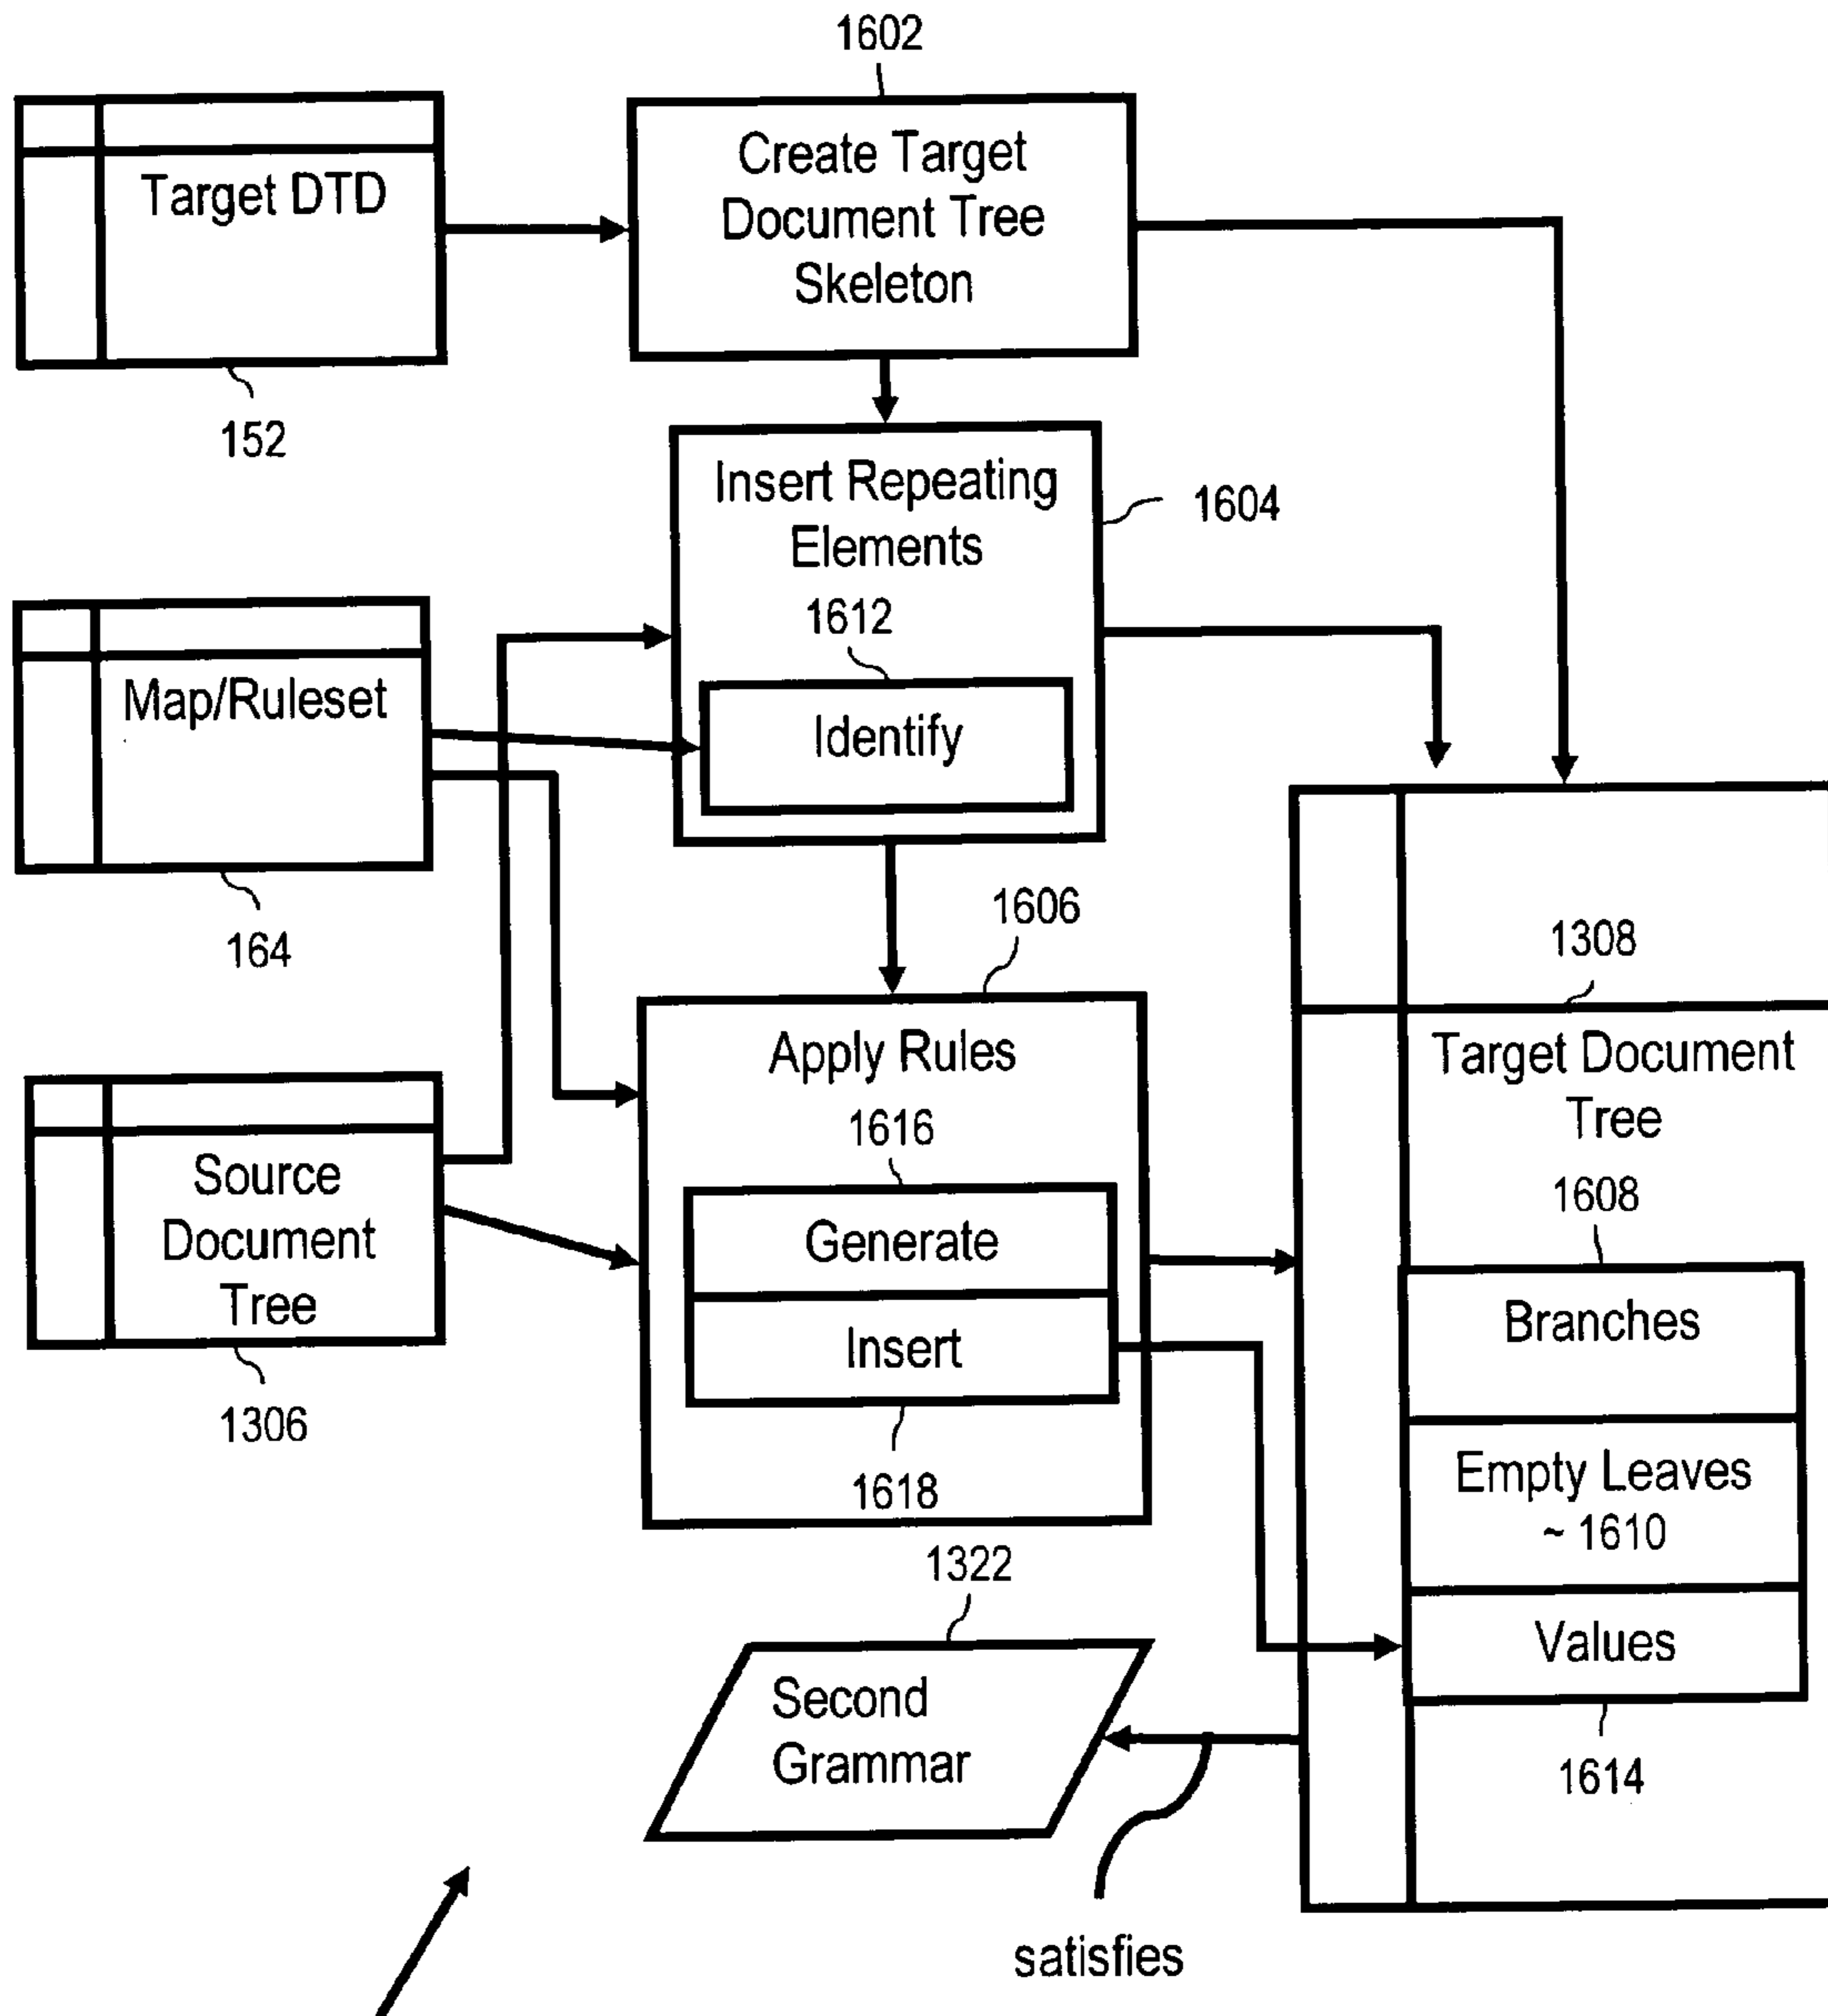 1602
Target DTD
Create Target
Document Tree
Skeleton
152
Insert Repeating
Elements
1604
1612
Identify
Map/Ruleset
164
1606
1308
Apply Rules
Target Document
Tree
1616
1608
Source
Document
Tree
Generate
Insert
Branches
1306
1618
Empty Leaves
~ 1610
1322
Values
Second
Grammar
1614
satisfies